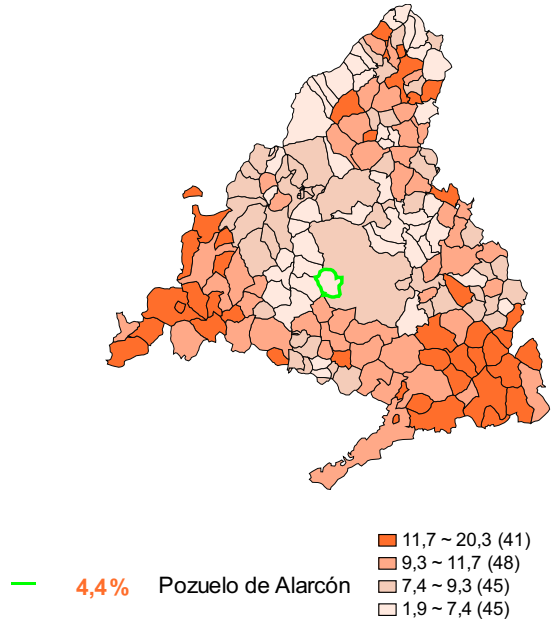 11,7 ~ 20,3 (41)
9,3 ~ 11,7 (48)
4,4% Pozuelo de Alarcón
7,4 ~ 9,3 (45)
1,9 ~ 7,4 (45)